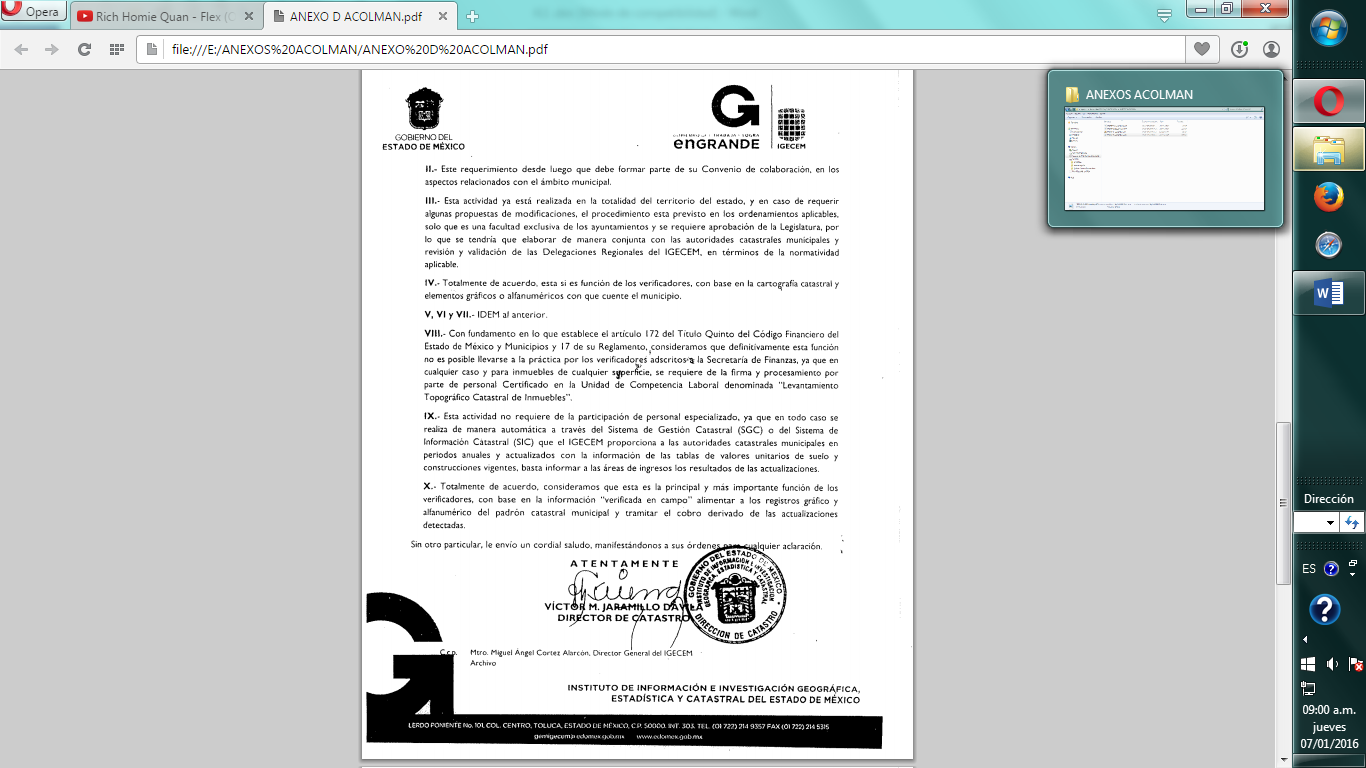 Opera
Rich Homie Quan - Flex (
ANEXO D ACOLMAN.pdf
file:///E:/ANEXOS%20ACOLMAN/ANEXO%20D%20ACOLMAN.pdf
ANEXOS ACOLMAN
GOBIERNO DEL
ESTADO DE MÉXICO
enGRANDE
IGECEM
II.- Este requerimiento desde luego que debe formar parte de su Convenio de colaboración, en los
aspectos relacionados con el ámbito municipal.
III.- Esta actividad ya está realizada en la totalidad del territorio del estado, y en caso de requerir
algunas propuestas de modificaciones, el procedimiento esta previsto en los ordenamientos aplicables,
solo que es una facultad exclusiva de los ayuntamientos y se requiere aprobación de la Legislatura, por
lo que se tendría que elaborar de manera conjunta con las autoridades catastrales municipales y
revisión y validación de las Delegaciones Regionales del IGECEM, en términos de la normatividad
aplicable.
IV.- Totalmente de acuerdo, esta si es función de los verificadores, con base en la cartografía catastral y
elementos gráficos o alfanuméricos con que cuente el municipio.
V, VI y VII.- IDEM al anterior.
VIII.- Con fundamento en lo que establece el artículo 172 del Título Quinto del Código Financiero del
Estado de México y Municipios y 17 de su Reglamento, consideramos que definitivamente esta función
no es posible llevarse a la práctica por los verificadores adscritos a la Secretaría de Finanzas, ya que en
cualquier caso y para inmuebles de cualquier superficie, se requiere de la firma y procesamiento por
parte de personal Certificado en la Unidad de Competencia Laboral denominada "Levantamiento
Topográfico Catastral de Inmuebles".
IX.- Esta actividad no requiere de la participación de personal especializado, ya que en todo caso se
realiza de manera automática a través del Sistema de Gestión Catastral (SGC) o del Sistema de
Información Catastral (SIC) que el IGECEM proporciona a las autoridades catastrales municipales en
periodos anuales y actualizados con la información de las tablas de valores unitarios de suelo y
construcciones vigentes, basta informar a las áreas de ingresos los resultados de las actualizaciones.
X.- Totalmente de acuerdo, consideramos que esta es la principal y más importante función de los
verificadores, con base en la información "verificada en campo" alimentar a los registros gráfico y
alfanumérico del padrón catastral municipal y tramitar el cobro derivado de las actualizaciones
detectadas.
Sin otro particular, le envío un cordial saludo, manifestándonos a sus órdenes para cualquier aclaración.
ATENTAMENTE
VÍCTOR M. JARAMILLO DÁVILA
DIRECTOR DE CATASTRO
GOBIERNO DEL ESTADO DE MEXICO
INSTITUTO DE INFORMACIÓN E INVESTIGACIÓN
GEOGRAFICA, ESTADISTICA Y CATASTRAL
DIRECCION DE CATASTRO
C.c.p. Mtro. Miguel Angel Cortez Alarcón, Director General del IGECEM
Archivo
INSTITUTO DE INFORMACIÓN E INVESTIGACIÓN GEOGRÁFICA,
ESTADÍSTICA Y CATASTRAL DEL ESTADO DE MÉXICO
LERDO PONIENTE No. 101, COL. CENTRO, TOLUCA, ESTADO DE MÉXICO, C.P. 50000. INT. 303. TEL. (01 722) 214 9357 FAX (01 722) 214 5315
gemigecem@edomex.gob.mx www.edomex.gob.mx
Dirección
ES
09:00 a.m.
jueves
07/01/2016